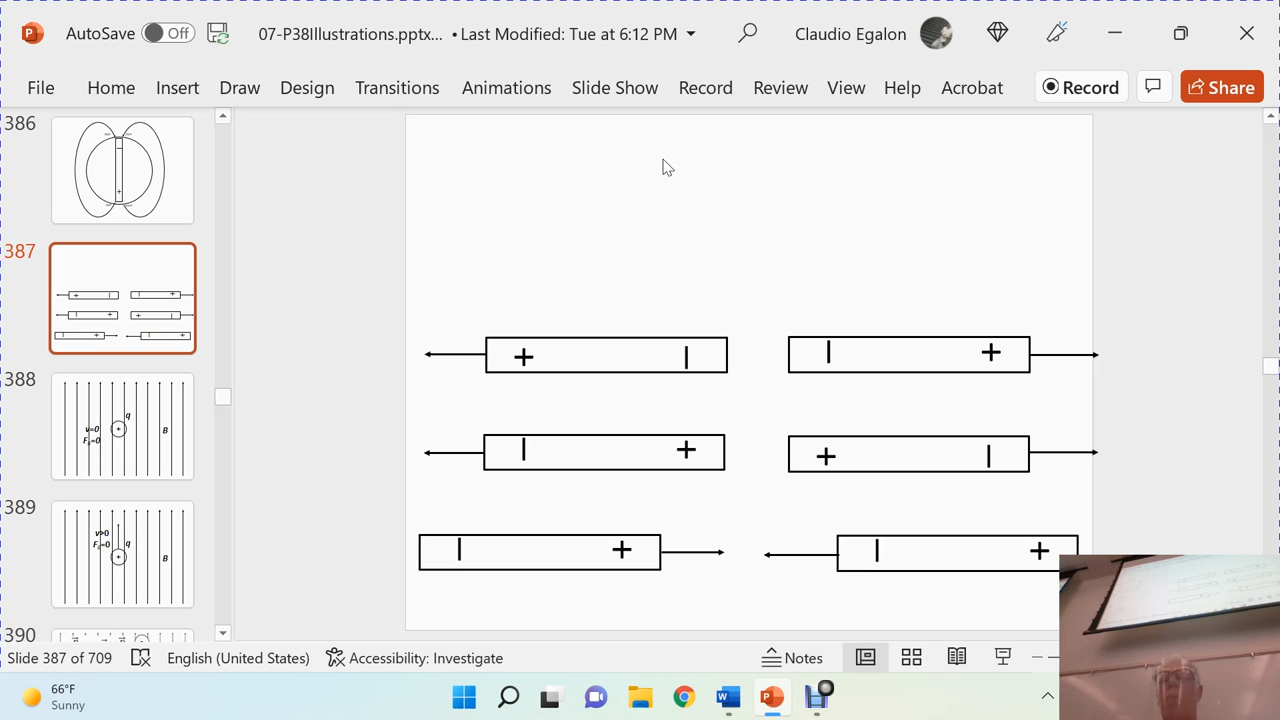 AutoSave Off 07-P38Illustrations.pptx... • Last Modified: Tue at 6:12 PM Claudio Egalon
File Home Insert Draw Design Transitions Animations Slide Show Record Review View Help Acrobat Record Share
386
387
+ |
| +
| +
+ |
| +
| +
388
v=0
F =0
q
B
+
389
v>0
F =0
q
B
+
390
Slide 387 of 709 English (United States) Accessibility: Investigate Notes
66°F
Sunny